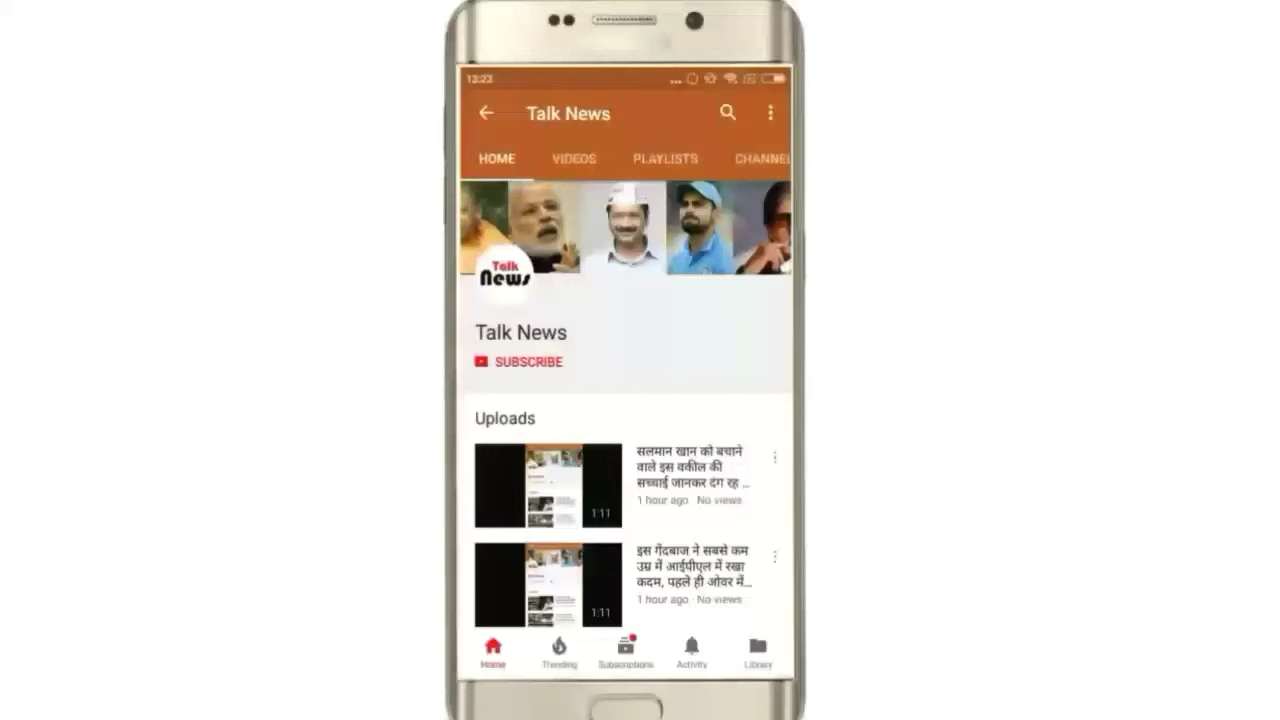 12:23
Talk News
HOME VIDEOS PLAYLISTS CHANNEL
Talk
News
Talk News
SUBSCRIBE
Uploads
सलमान खान को बचाने
वाले इस वकील की
सच्चाई जानकर दंग रह ...
1 hour ago · No views
1:11
इस गेंदबाज ने सबसे कम
उम्र में आईपीएल में रखा
कदम, पहले ही ओवर में...
1 hour ago · No views
1:11
Home Trending Subscriptions Activity Library